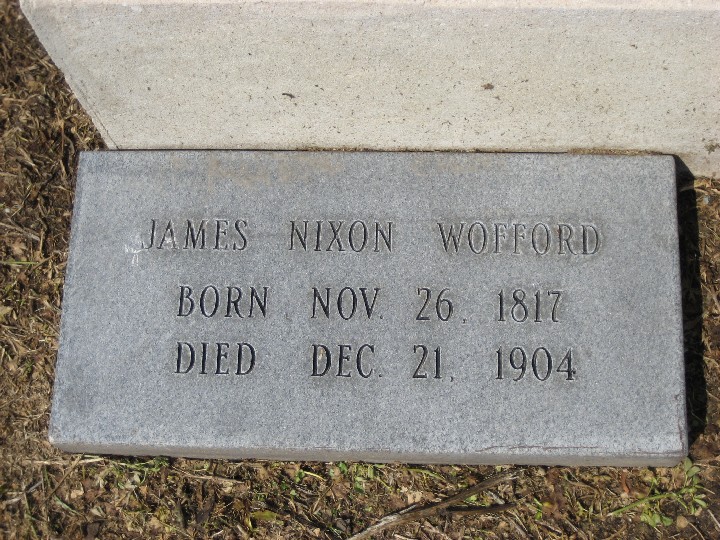 JAMES NIXON WOFFORD
BORN NOV. 26, 1817
DIED DEC. 21, 1904